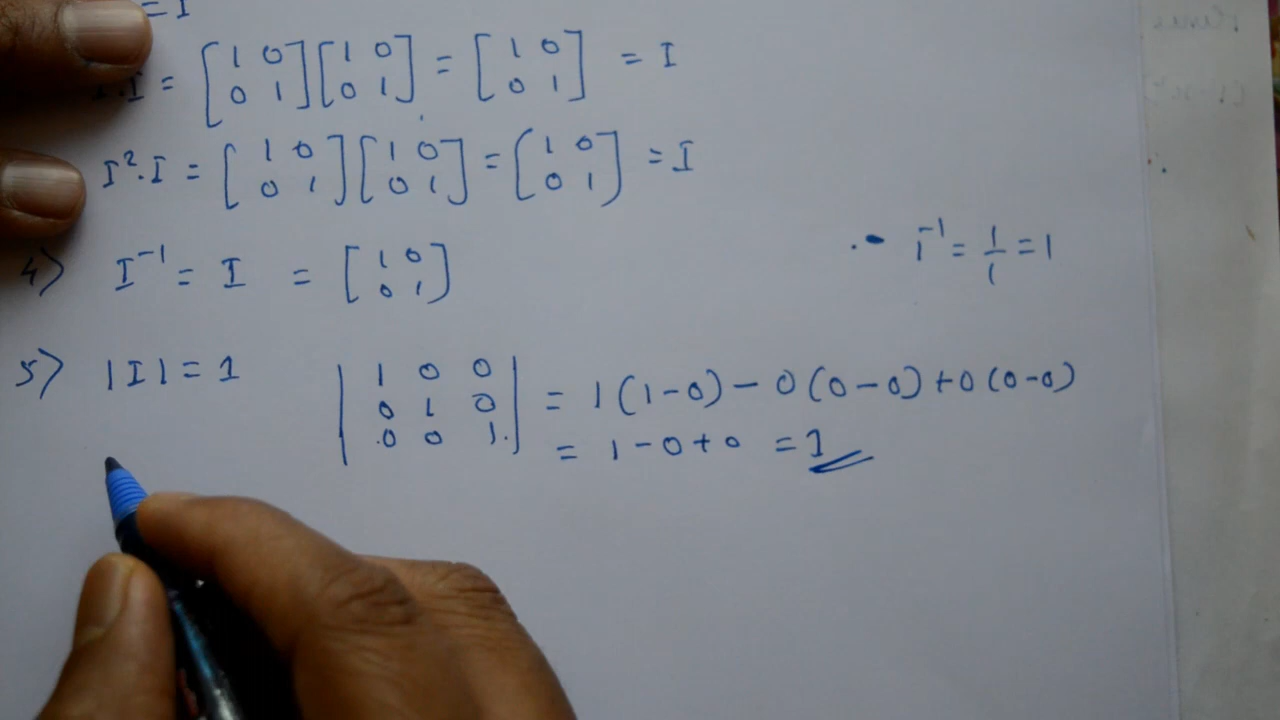 = I
I.I = [1 0 0 1] [1 0 0 1] = [1 0 0 1] = I
I².I = [1 0 0 1] [1 0 0 1] = [1 0 0 1] = I
4) I⁻¹ = I = [1 0 0 1]
1⁻¹ = 1/1 = 1
5) |I| = 1
|1 0 0
0 1 0
0 0 1| = 1(1-0) - 0(0-0) + 0(0-0)
= 1 - 0 + 0 = 1